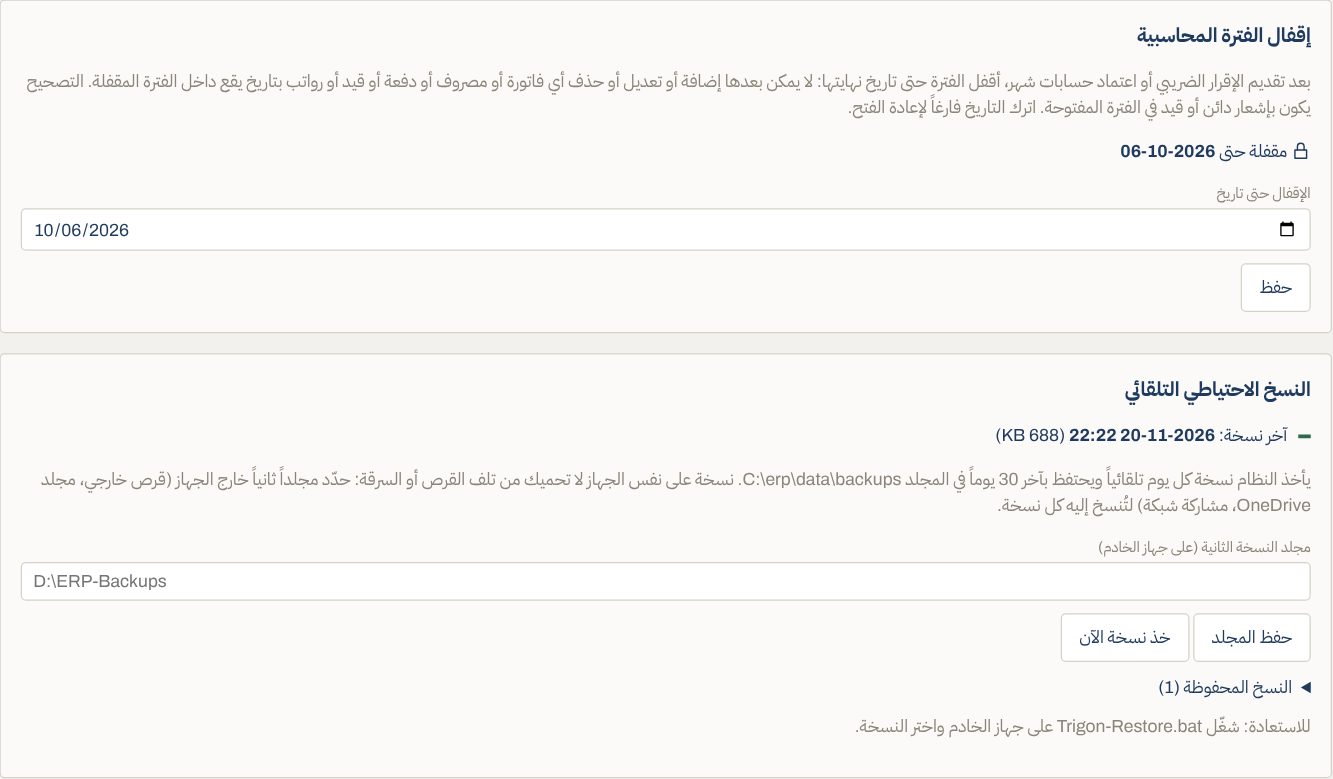 إقفال الفترة المحاسبية
بعد تقديم الإقرار الضريبي أو اعتماد حسابات شهر، أقفل الفترة حتى تاريخ نهايتها: لا يمكن بعدها إضافة أو تعديل أو حذف أي فاتورة أو مصروف أو دفعة أو قيد أو رواتب بتاريخ يقع داخل الفترة المقفلة. التصحيح
يكون بإشعار دائن أو قيد في الفترة المفتوحة. اترك التاريخ فارغاً لإعادة الفتح.
مقفلة حتى 06-10-2026
الإقفال حتى تاريخ
10/06/2026
حفظ
النسخ الاحتياطي التلقائي
آخر نسخة: 20-11-2026 22:22 (688 KB)
يأخذ النظام نسخة كل يوم تلقائياً ويحتفظ بآخر 30 يوماً في المجلد C:\erp\data\backups. نسخة على نفس الجهاز لا تحميك من تلف القرص أو السرقة: حدّد مجلداً ثانياً خارج الجهاز (قرص خارجي، مجلد
OneDrive، مشاركة شبكة) لتُنسخ إليه كل نسخة.
مجلد النسخة الثانية (على جهاز الخادم)
D:\ERP-Backups
حفظ المجلد
خذ نسخة الآن
النسخ المحفوظة (1)
للاستعادة: شغّل Trigon-Restore.bat على جهاز الخادم واختر النسخة.